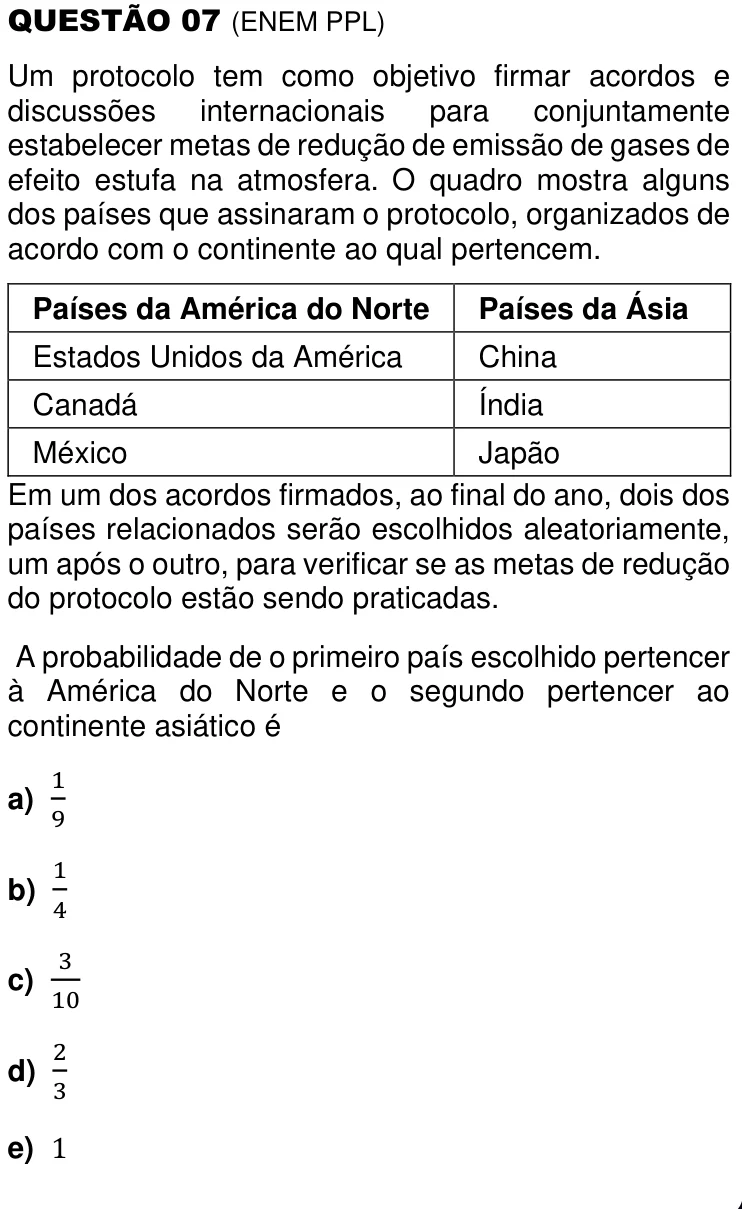 QUESTÃO 07 (ENEM PPL)
Um protocolo tem como objetivo firmar acordos e
discussões internacionais para conjuntamente
estabelecer metas de redução de emissão de gases de
efeito estufa na atmosfera. O quadro mostra alguns
dos países que assinaram o protocolo, organizados de
acordo com o continente ao qual pertencem.
Países da América do Norte Países da Ásia
Estados Unidos da América China
Canadá Índia
México Japão
Em um dos acordos firmados, ao final do ano, dois dos
países relacionados serão escolhidos aleatoriamente,
um após o outro, para verificar se as metas de redução
do protocolo estão sendo praticadas.
A probabilidade de o primeiro país escolhido pertencer
à América do Norte e o segundo pertencer ao
continente asiático é
a) 1/9
b) 1/4
c) 3/10
d) 2/3
e) 1